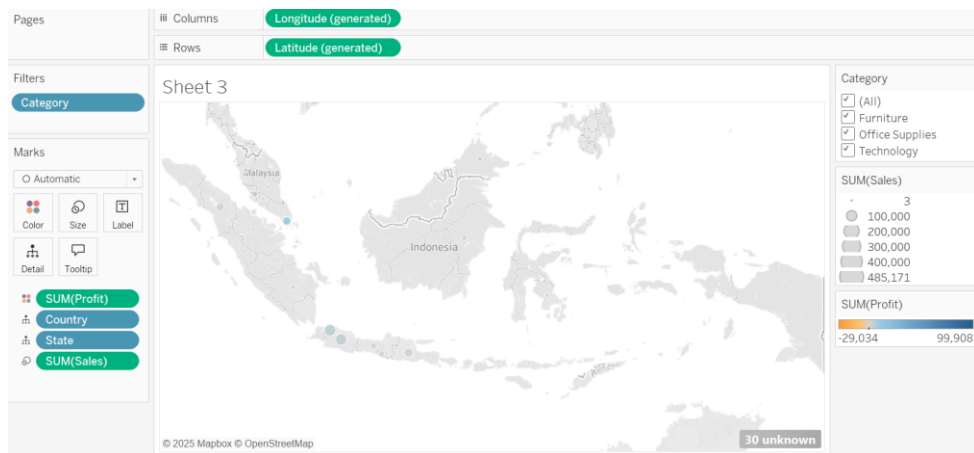 Pages
Columns
Longitude (generated)
Rows
Latitude (generated)
Filters
Category
Marks
Automatic
Color
Size
Label
Detail
Tooltip
SUM(Profit)
Country
State
SUM(Sales)
Sheet 3
Malaysia
Indonesia
© 2025 Mapbox © OpenStreetMap
30 unknown
Category
(All)
Furniture
Office Supplies
Technology
SUM(Sales)
3
100,000
200,000
300,000
400,000
485,171
SUM(Profit)
-29,034 99,908